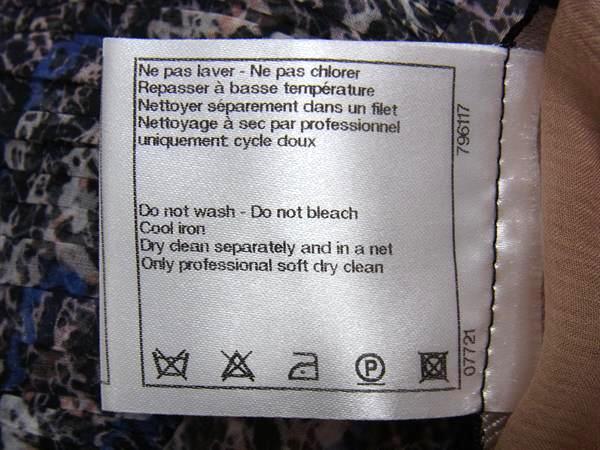 Ne pas laver - Ne pas chlorer
Repasser à basse température
Nettoyer séparement dans un filet
Nettoyage à sec par professionnel
uniquement: cycle doux
Do not wash - Do not bleach
Cool iron
Dry clean separately and in a net
Only professional soft dry clean
P
796117
07721